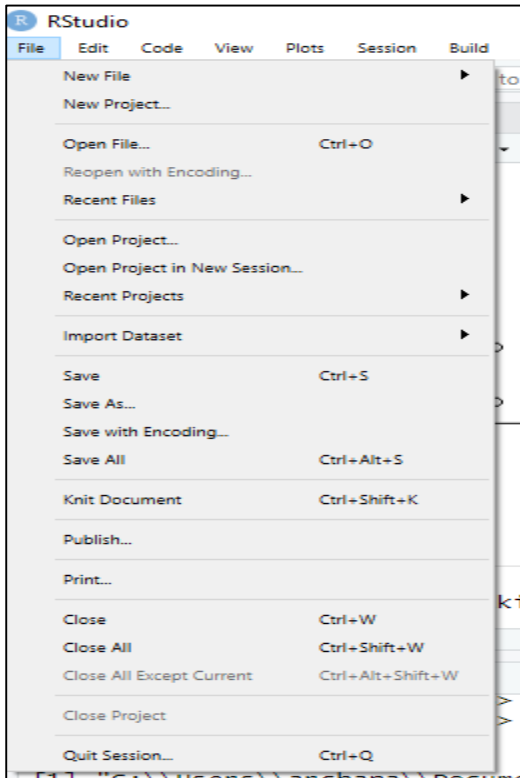 R RStudio
File Edit Code View Plots Session Build
New File
to
New Project...
Open File... Ctrl+O
Reopen with Encoding...
Recent Files
Open Project...
Open Project in New Session...
Recent Projects
Import Dataset
Save Ctrl+S
Save As...
Save with Encoding...
Save All Ctrl+Alt+S
Knit Document Ctrl+Shift+K
Publish...
Print...
Close Ctrl+W
Close All Ctrl+Shift+W
Close All Except Current Ctrl+Alt+Shift+W
>
Close Project
>
Quit Session... Ctrl+Q